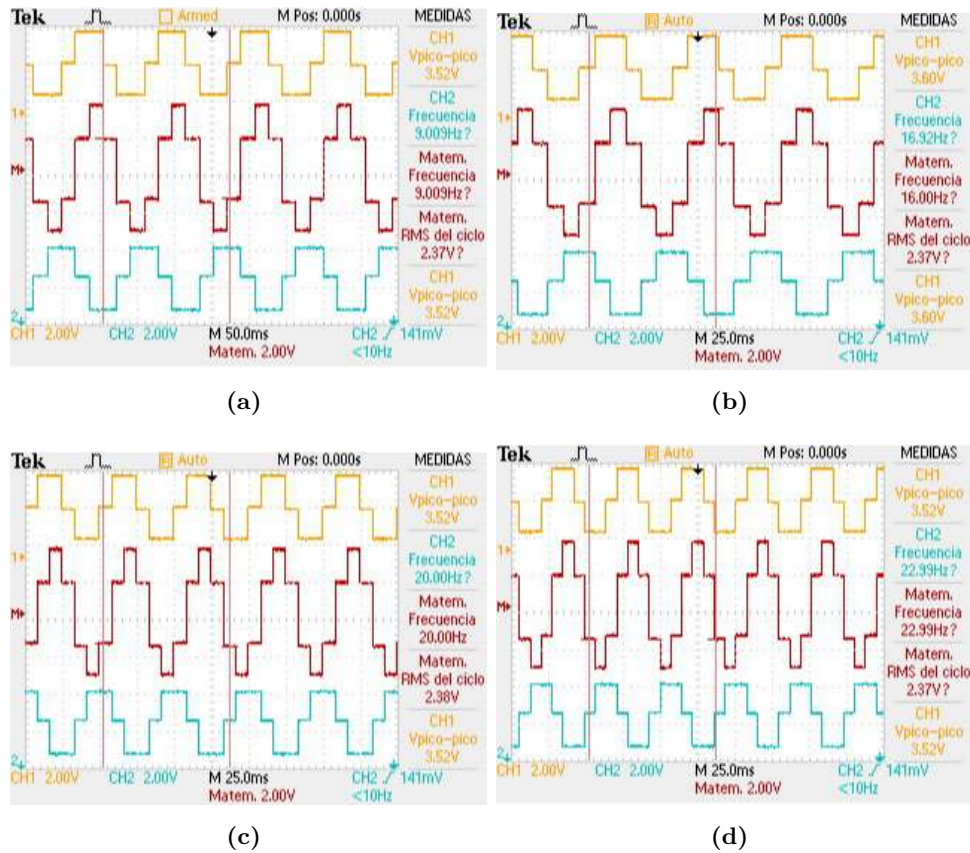 Tek Armed M Pos: 0.000s MEDIDAS
CH1
Vpico-pico
3.52V
CH2
Frecuencia
9.009Hz?
Matem.
Frecuencia
9.009Hz?
Matem.
RMS del ciclo
2.37V?
CH1
Vpico-pico
3.52V
1
M
2
CH1 2.00V CH2 2.00V M 50.0ms CH2 141mV
Matem. 2.00V <10Hz
(a)
Tek Auto M Pos: 0.000s MEDIDAS
CH1
Vpico-pico
3.60V
CH2
Frecuencia
16.92Hz?
Matem.
Frecuencia
16.00Hz?
Matem.
RMS del ciclo
2.37V?
CH1
Vpico-pico
3.60V
1
M
2
CH1 2.00V CH2 2.00V M 25.0ms CH2 141mV
Matem. 2.00V <10Hz
(b)
Tek Auto M Pos: 0.000s MEDIDAS
CH1
Vpico-pico
3.52V
CH2
Frecuencia
20.00Hz?
Matem.
Frecuencia
20.00Hz
Matem.
RMS del ciclo
2.38V
CH1
Vpico-pico
3.52V
1
M
2
CH1 2.00V CH2 2.00V M 25.0ms CH2 141mV
Matem. 2.00V <10Hz
(c)
Tek Auto M Pos: 0.000s MEDIDAS
CH1
Vpico-pico
3.52V
CH2
Frecuencia
22.99Hz?
Matem.
Frecuencia
22.99Hz?
Matem.
RMS del ciclo
2.37V?
CH1
Vpico-pico
3.52V
1
M
2
CH1 2.00V CH2 2.00V M 25.0ms CH2 141mV
Matem. 2.00V <10Hz
(d)